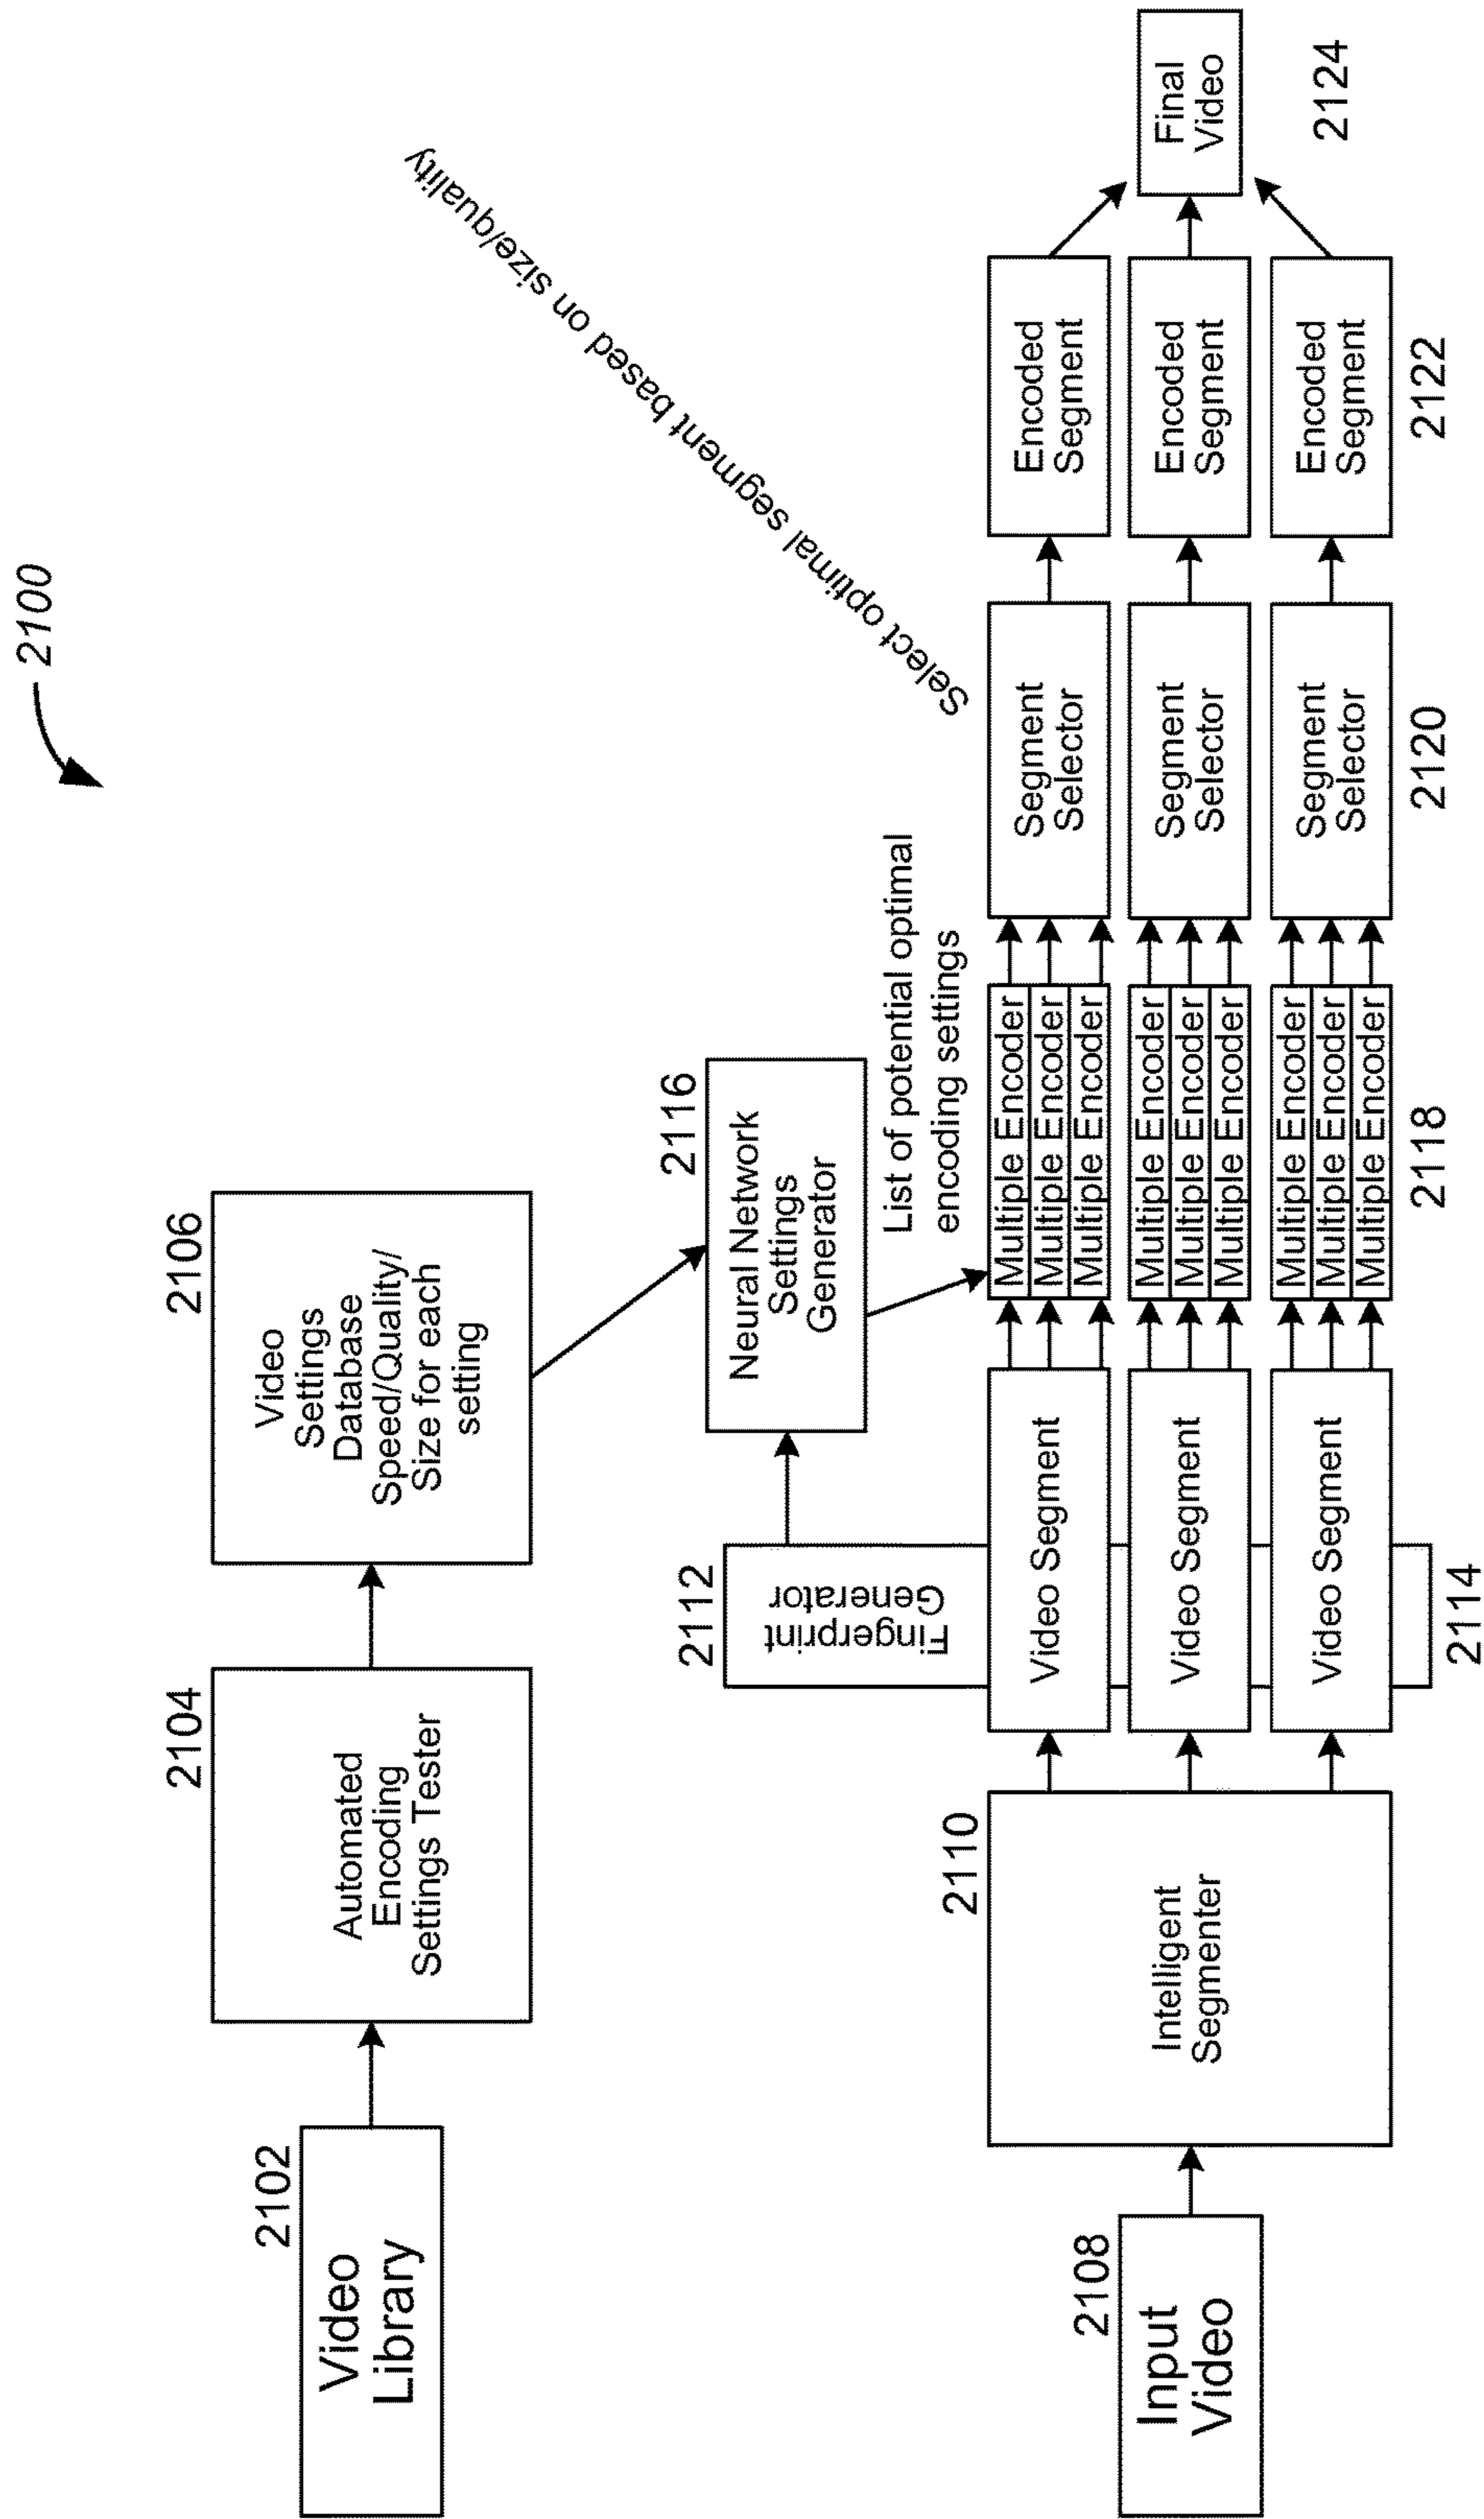 2100
2102
Video
Library
2104
Automated
Encoding
Settings Tester
2106
Video
Settings
Database
Speed/Quality/
Size for each
setting
2116
Neural Network
Settings
Generator
2112
Fingerprint
Generator
List of potential optimal
encoding settings
Select optimal segment based on size/quality
2108
Input
Video
2110
Intelligent
Segmenter
Video Segment
Video Segment
Video Segment
2114
Multiple Encoder
Multiple Encoder
Multiple Encoder
Multiple Encoder
Multiple Encoder
Multiple Encoder
Multiple Encoder
Multiple Encoder
Multiple Encoder
2118
Segment
Selector
Segment
Selector
Segment
Selector
2120
Encoded
Segment
Encoded
Segment
Encoded
Segment
2122
Final
Video
2124